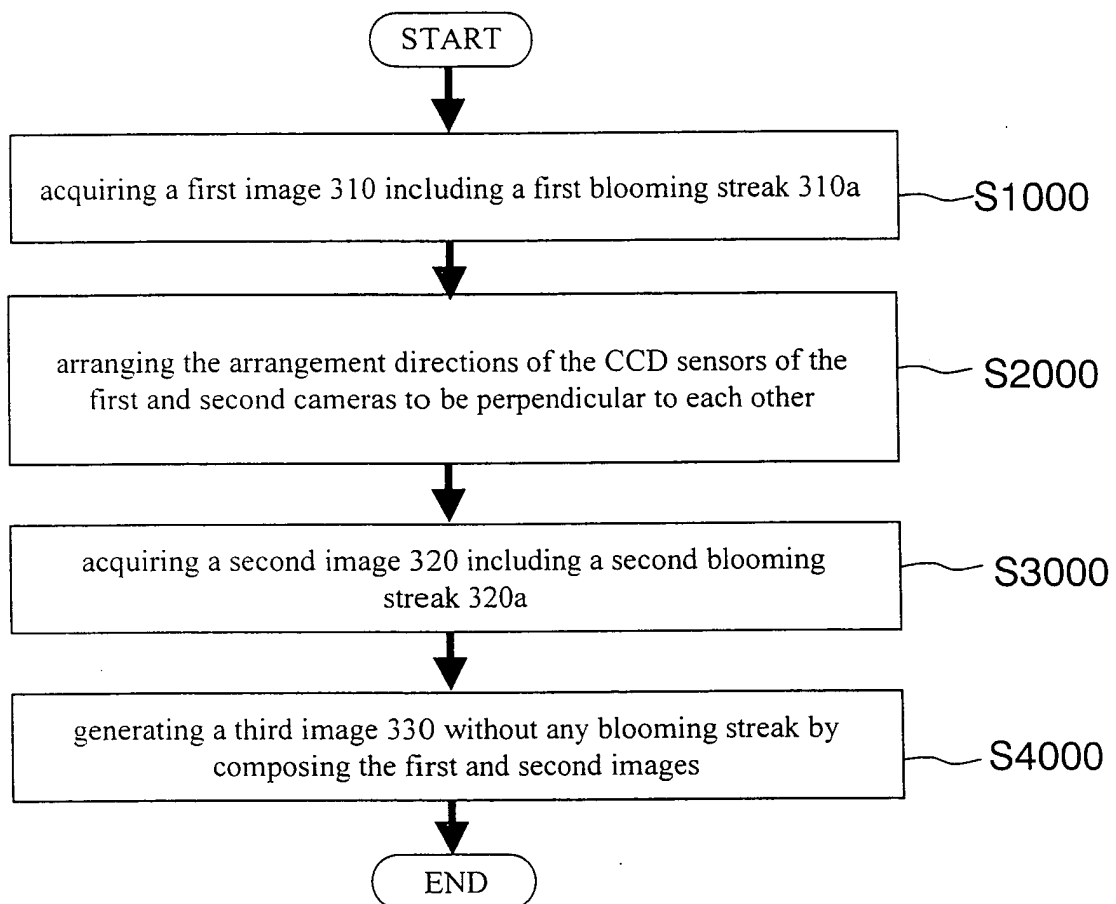 START
acquiring a first image 310 including a first blooming streak 310a
S1000
arranging the arrangement directions of the CCD sensors of the
first and second cameras to be perpendicular to each other
S2000
acquiring a second image 320 including a second blooming
streak 320a
S3000
generating a third image 330 without any blooming streak by
composing the first and second images
S4000
END